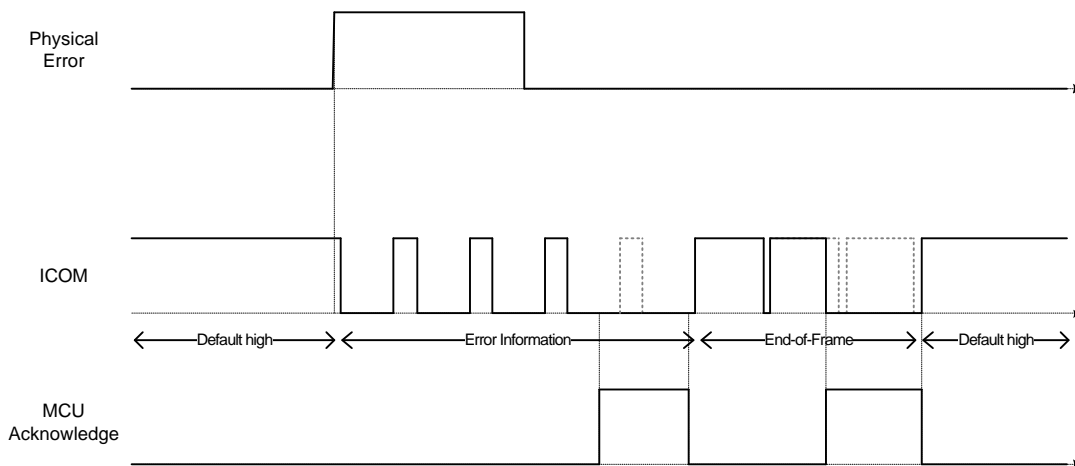 Physical
Error
ICOM
Default high
Error Information
End-of-Frame
Default high
MCU
Acknowledge